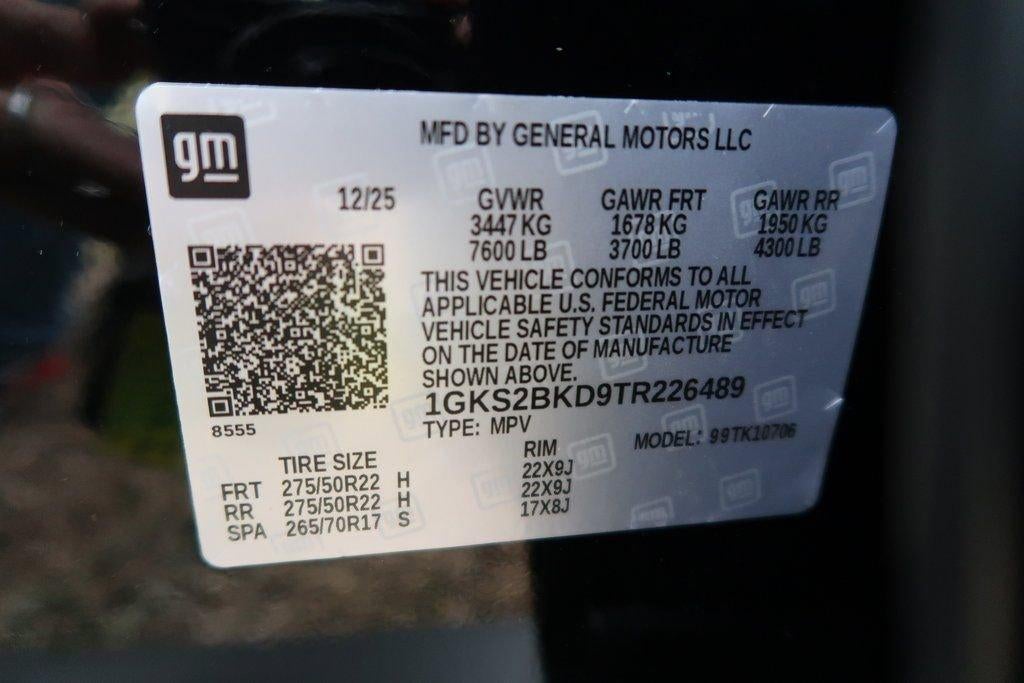 gm
MFD BY GENERAL MOTORS LLC
12/25 GVWR GAWR FRT GAWR RR
3447 KG 1678 KG 1950 KG
7600 LB 3700 LB 4300 LB
THIS VEHICLE CONFORMS TO ALL
APPLICABLE U.S. FEDERAL MOTOR
VEHICLE SAFETY STANDARDS IN EFFECT
ON THE DATE OF MANUFACTURE
SHOWN ABOVE.
1GKS2BKD9TR226489
8555
TYPE: MPV MODEL: 99TK10706
TIRE SIZE RIM
FRT 275/50R22 H 22X9J
RR 275/50R22 H 22X9J
SPA 265/70R17 S 17X8J